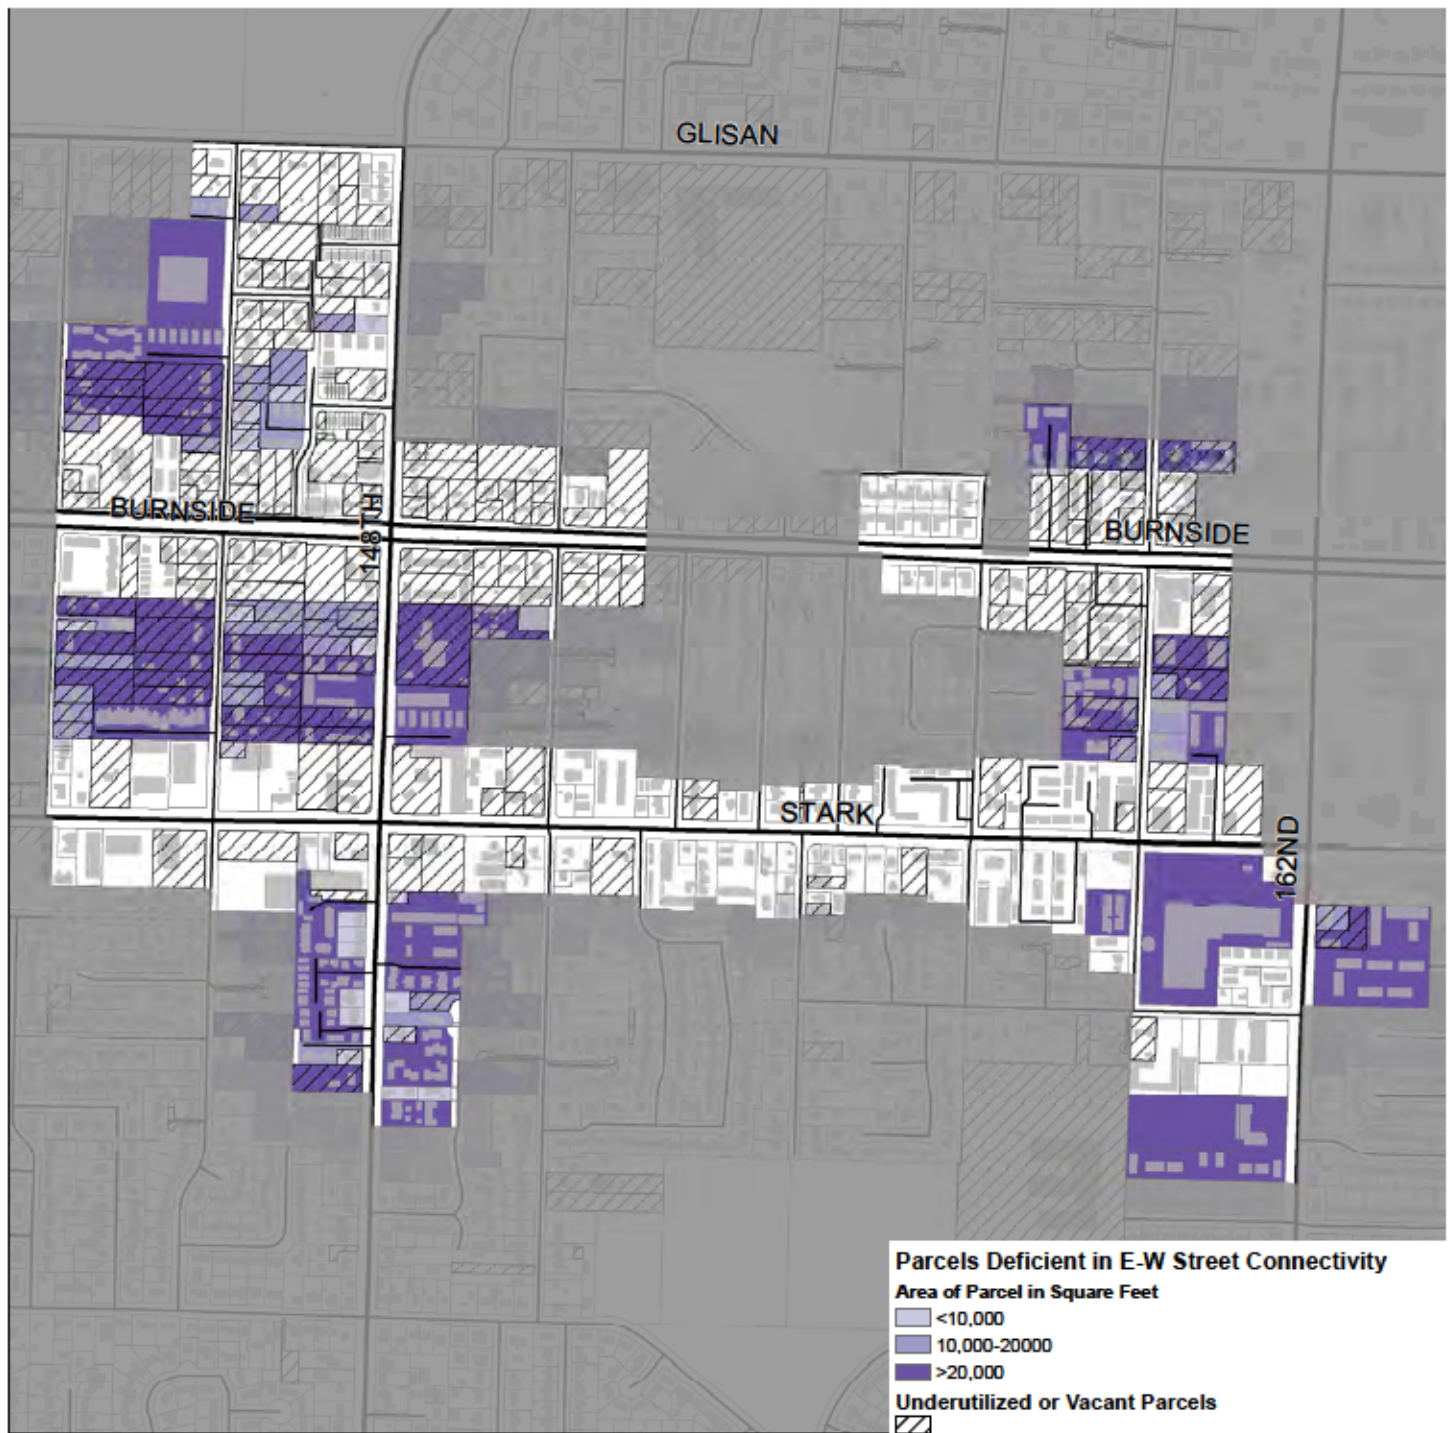 GLISAN
BURNSIDE
148TH
BURNSIDE
STARK
162ND
Parcels Deficient in E-W Street Connectivity
Area of Parcel in Square Feet
<10,000
10,000-20000
>20,000
Underutilized or Vacant Parcels